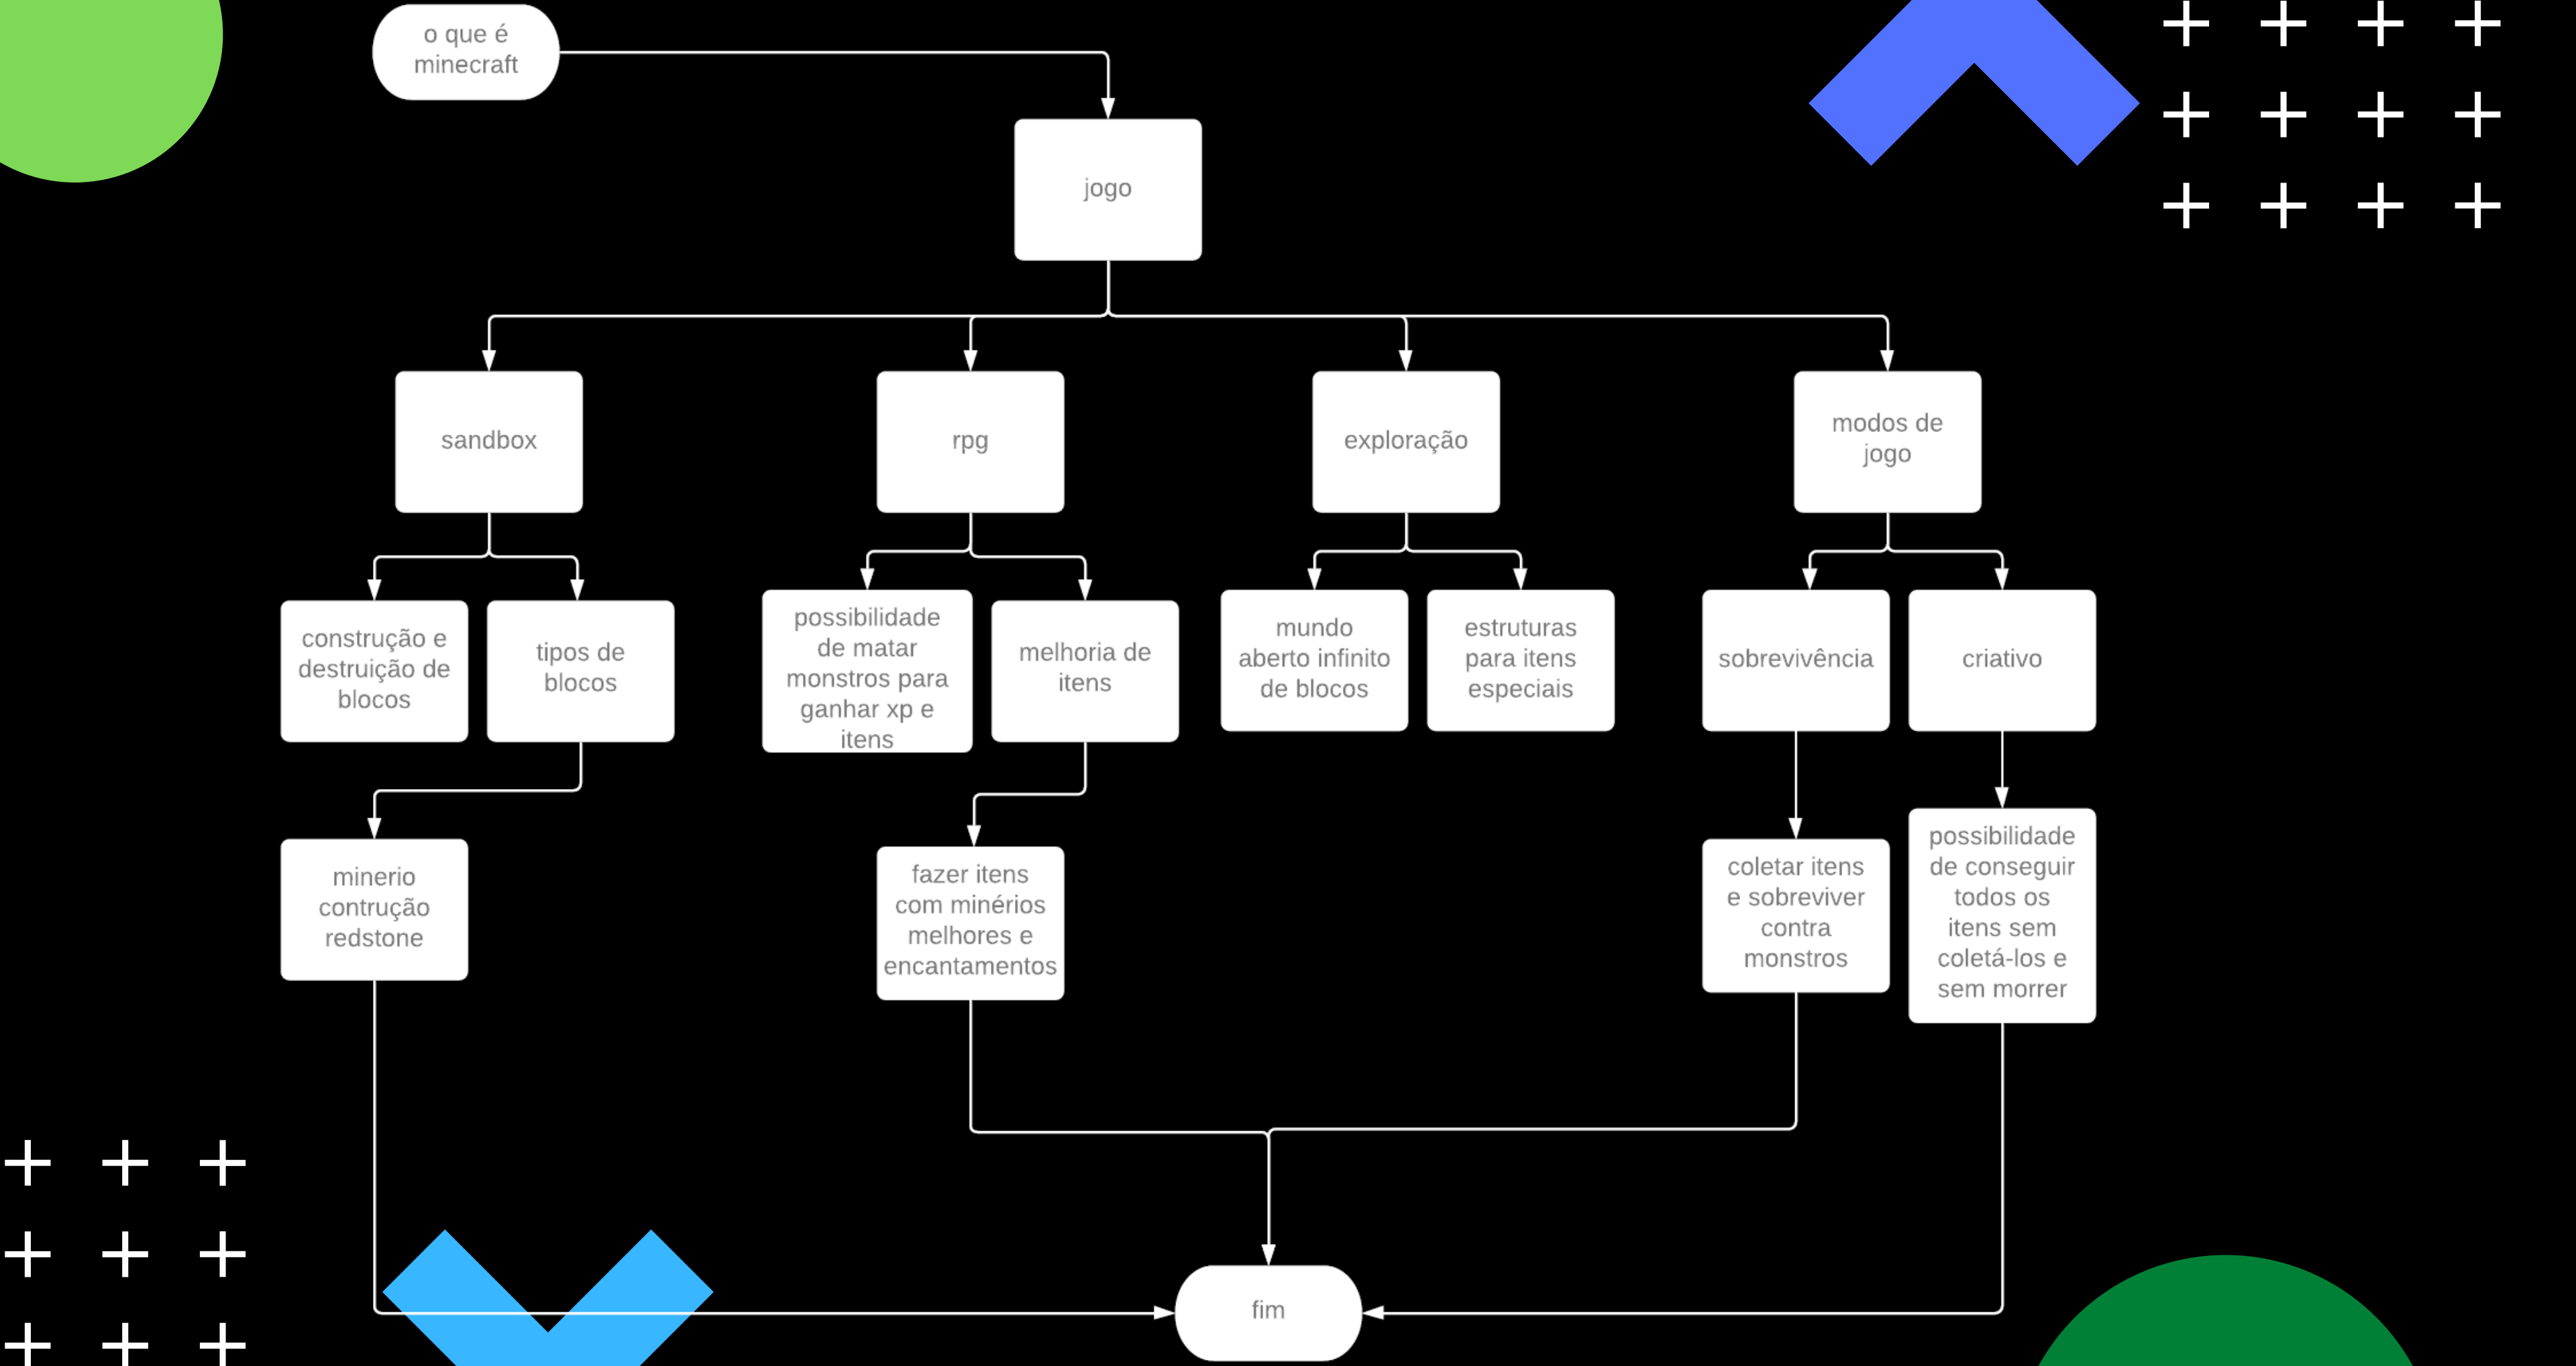 o que é
minecraft
jogo
sandbox
rpg
exploração
modos de
jogo
construção e
destruição de
blocos
tipos de
blocos
possibilidade
de matar
monstros para
ganhar xp e
itens
melhoria de
itens
mundo
aberto infinito
de blocos
estruturas
para itens
especiais
sobrevivência
criativo
minerio
contrução
redstone
fazer itens
com minérios
melhores e
encantamentos
coletar itens
e sobreviver
contra
monstros
possibilidade
de conseguir
todos os
itens sem
coletá-los e
sem morrer
fim